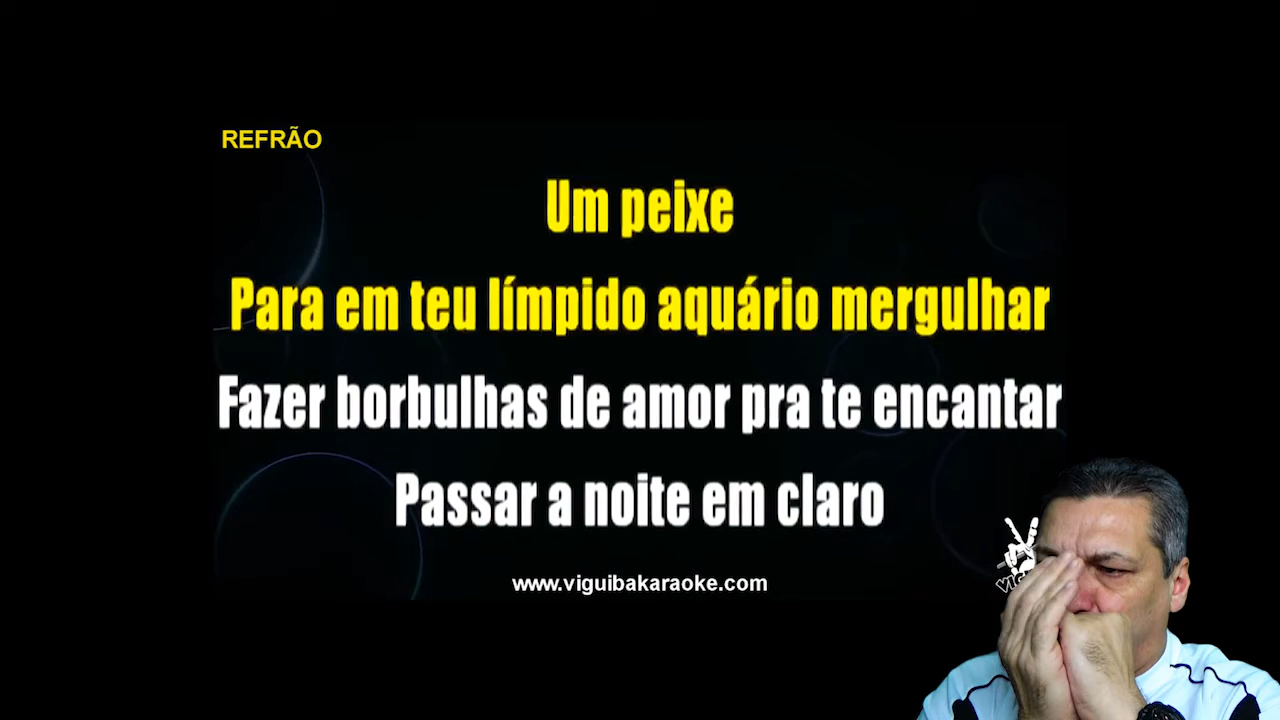 REFRÃO
Um peixe
Para em teu límpido aquário mergulhar
Fazer borbulhas de amor pra te encantar
Passar a noite em claro
www.viguibakaraoke.com